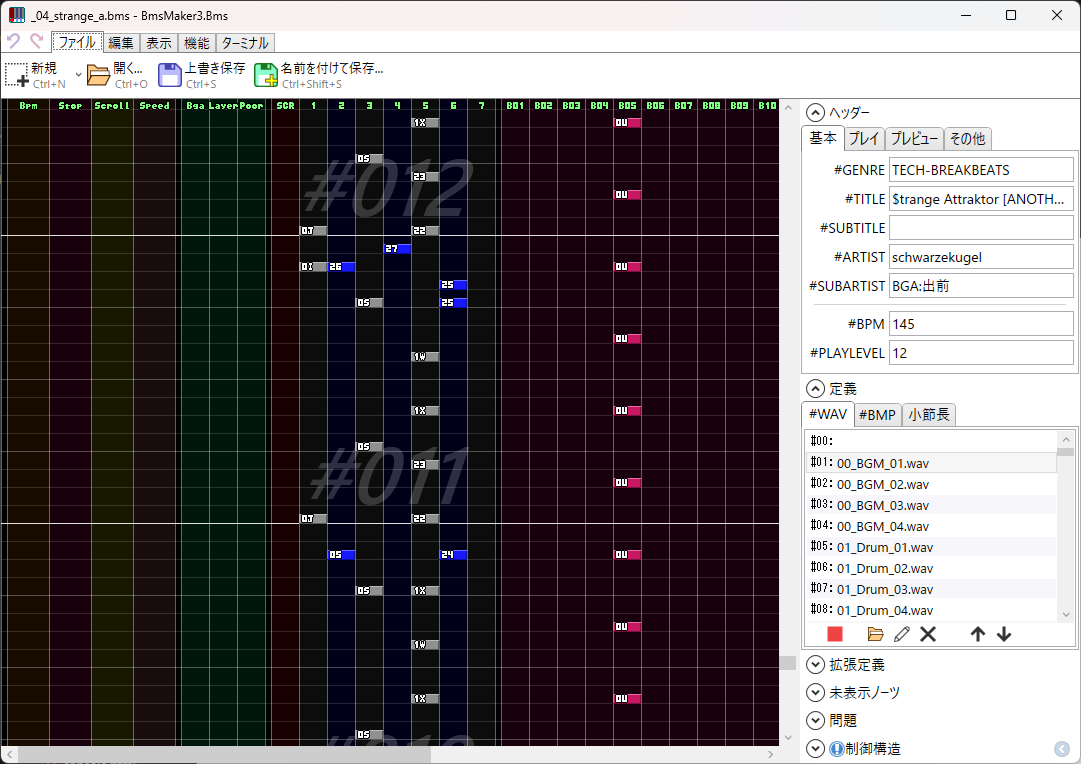 _04_strange_a.bms - BmsMaker3.Bms
ファイル 編集 表示 機能 ターミナル
新規 Ctrl+N 開く... Ctrl+O 上書き保存 Ctrl+S 名前を付けて保存... Ctrl+Shift+S
Bpm Stop Scroll Speed Bga Layer Poor SCR 1 2 3 4 5 6 7 B01 B02 B03 B04 B05 B06 B07 B08 B09 B10
1X 0U
0S
#012
23
0U
22
27
26 0U
25
0S 25
0U
1W
1X 0U
0S
#011
23
0U
22
0S 24 0U
0S 1X
0U
1W
1X 0U
0S
ヘッダー
基本 プレイ プレビュー その他
#GENRE TECH-BREAKBEATS
#TITLE $trange Attraktor [ANOTH...
#SUBTITLE
#ARTIST schwarzekugel
#SUBARTIST BGA:出前
#BPM 145
#PLAYLEVEL 12
定義
#WAV #BMP 小節長
#00:
#01: 00_BGM_01.wav
#02: 00_BGM_02.wav
#03: 00_BGM_03.wav
#04: 00_BGM_04.wav
#05: 01_Drum_01.wav
#06: 01_Drum_02.wav
#07: 01_Drum_03.wav
#08: 01_Drum_04.wav
拡張定義
未表示ノーツ
問題
制御構造